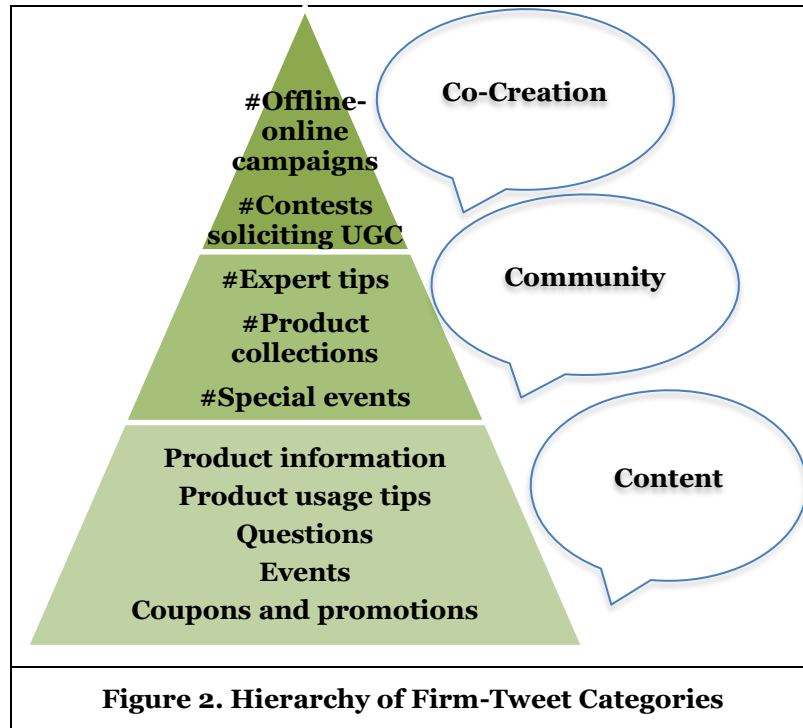 #Offline-
online
campaigns
#Contests
soliciting UGC
Co-Creation
#Expert tips
#Product
collections
#Special events
Community
Product information
Product usage tips
Questions
Events
Coupons and promotions
Content
Figure 2. Hierarchy of Firm-Tweet Categories